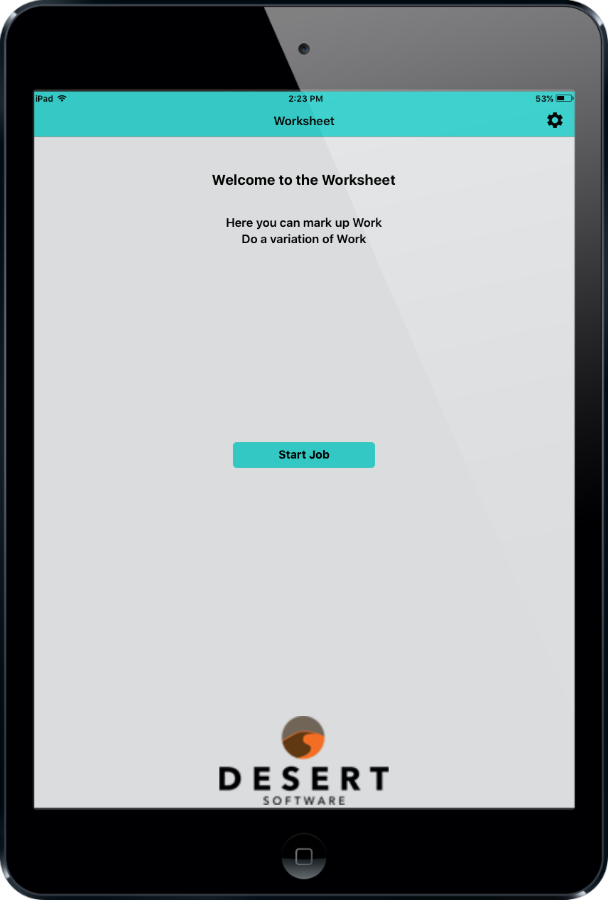 iPad
2:23 PM
53%
Worksheet
Welcome to the Worksheet
Here you can mark up Work
Do a variation of Work
Start Job
DESERT
SOFTWARE